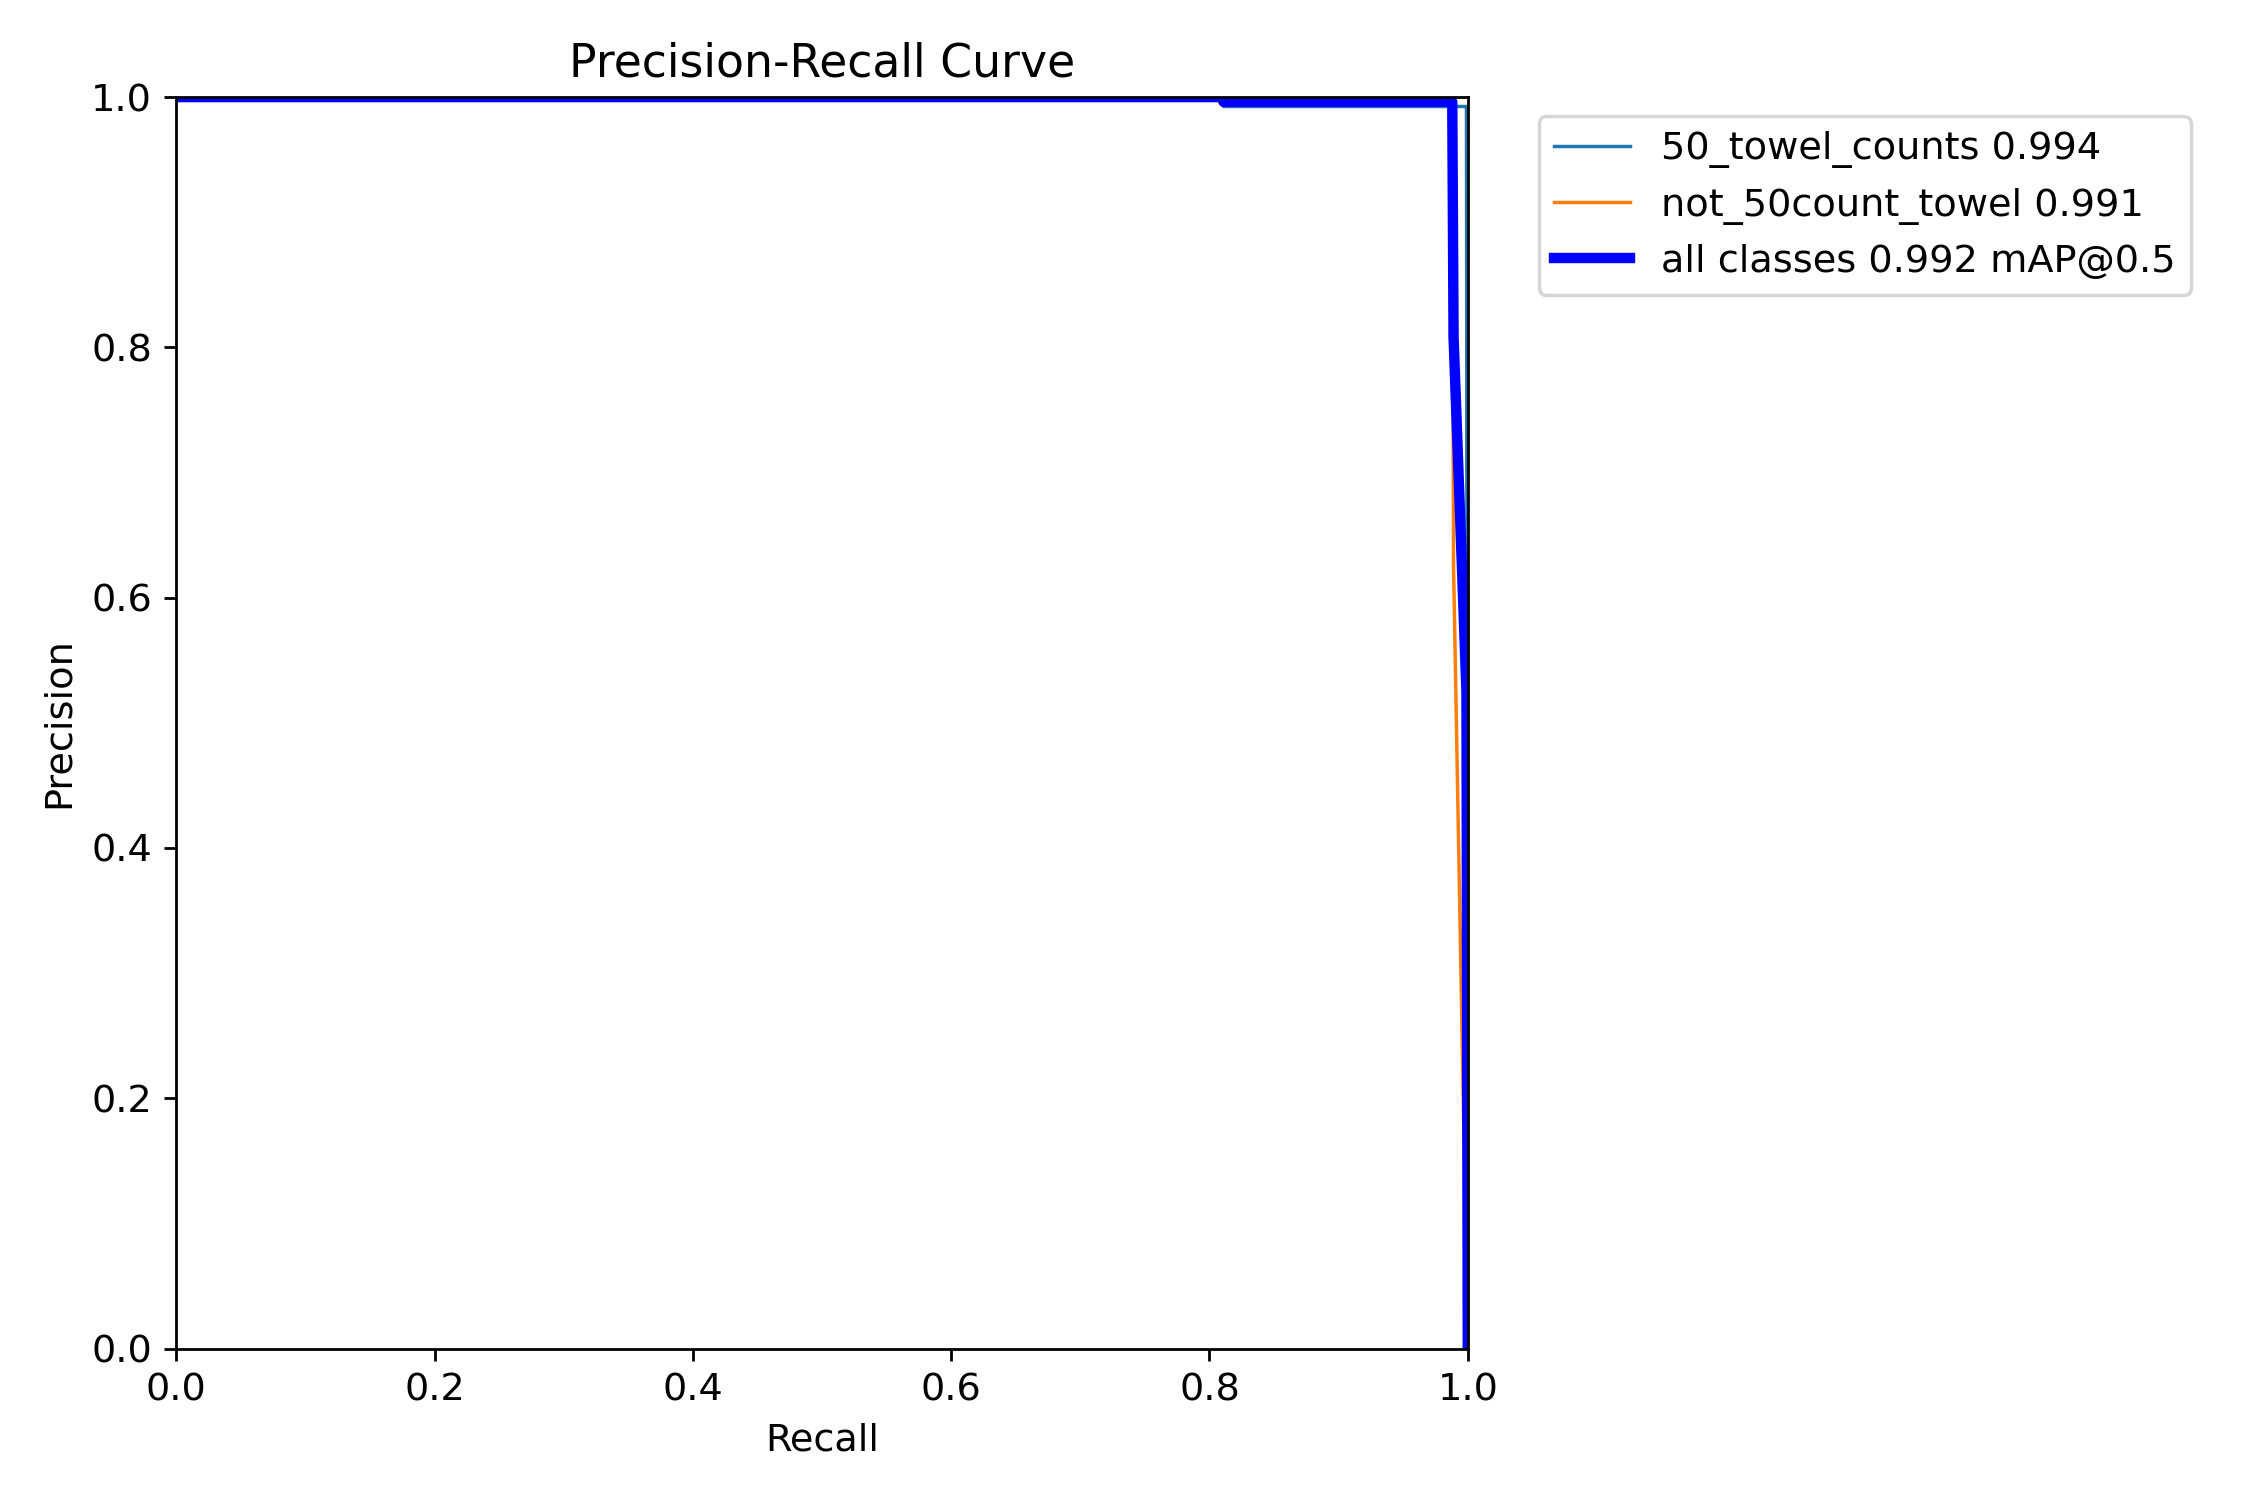 Precision-Recall Curve
1.0
0.8
0.6
0.4
0.2
0.0
Precision
0.0 0.2 0.4 0.6 0.8 1.0
Recall
50_towel_counts 0.994
not_50count_towel 0.991
all classes 0.992 mAP@0.5